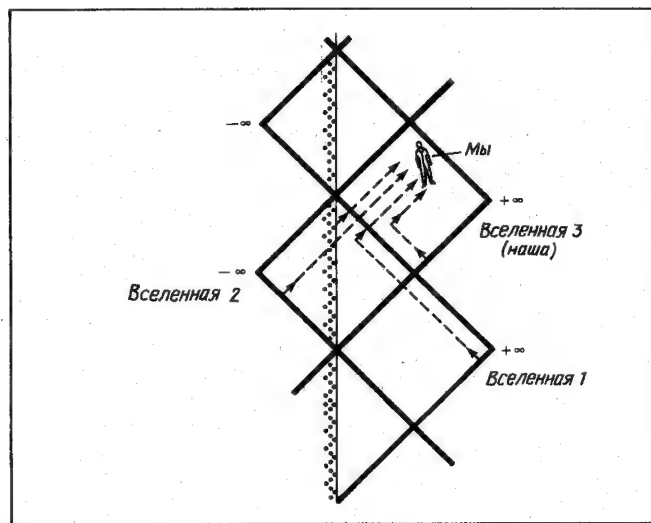 − ∞
Мы
+ ∞
Вселенная 3
(наша)
− ∞
Вселенная 2
+ ∞
Вселенная 1